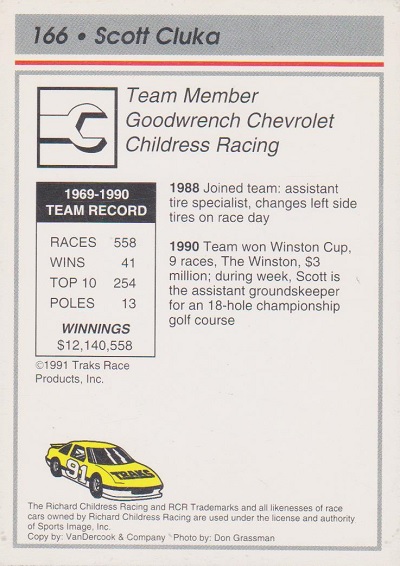 166 • Scott Cluka
Team Member
Goodwrench Chevrolet
Childress Racing
1969-1990
TEAM RECORD
RACES 558
WINS 41
TOP 10 254
POLES 13
WINNINGS
$12,140,558
©1991 Traks Race
Products, Inc.
1988 Joined team: assistant
tire specialist, changes left side
tires on race day
1990 Team won Winston Cup,
9 races, The Winston, $3
million; during week, Scott is
the assistant groundskeeper
for an 18-hole championship
golf course
91
TRAKS
The Richard Childress Racing and RCR Trademarks and all likenesses of race
cars owned by Richard Childress Racing are used under the license and authority
of Sports Image, Inc.
Copy by: VanDercook & Company Photo by: Don Grassman